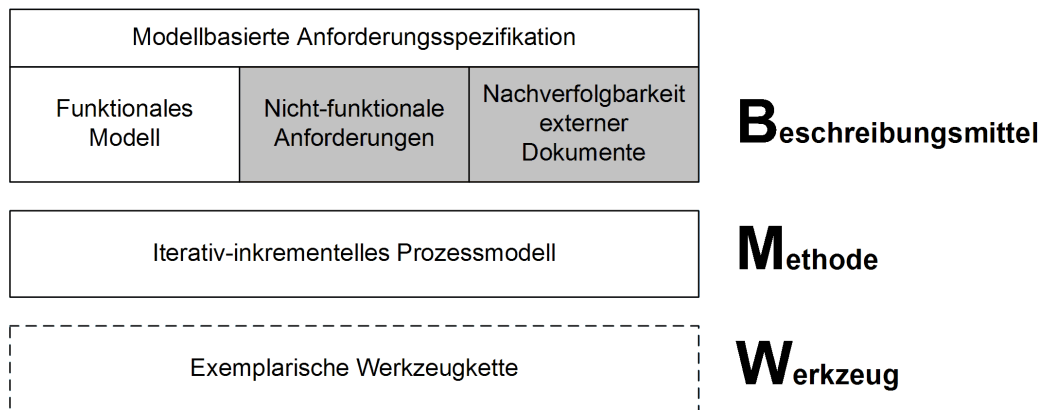 Modellbasierte Anforderungsspezifikation
Funktionales
Modell
Nicht-funktionale
Anforderungen
Nachverfolgbarkeit
externer
Dokumente
Beschreibungsmittel
Iterativ-inkrementelles Prozessmodell
Methode
Exemplarische Werkzeugkette
Werkzeug